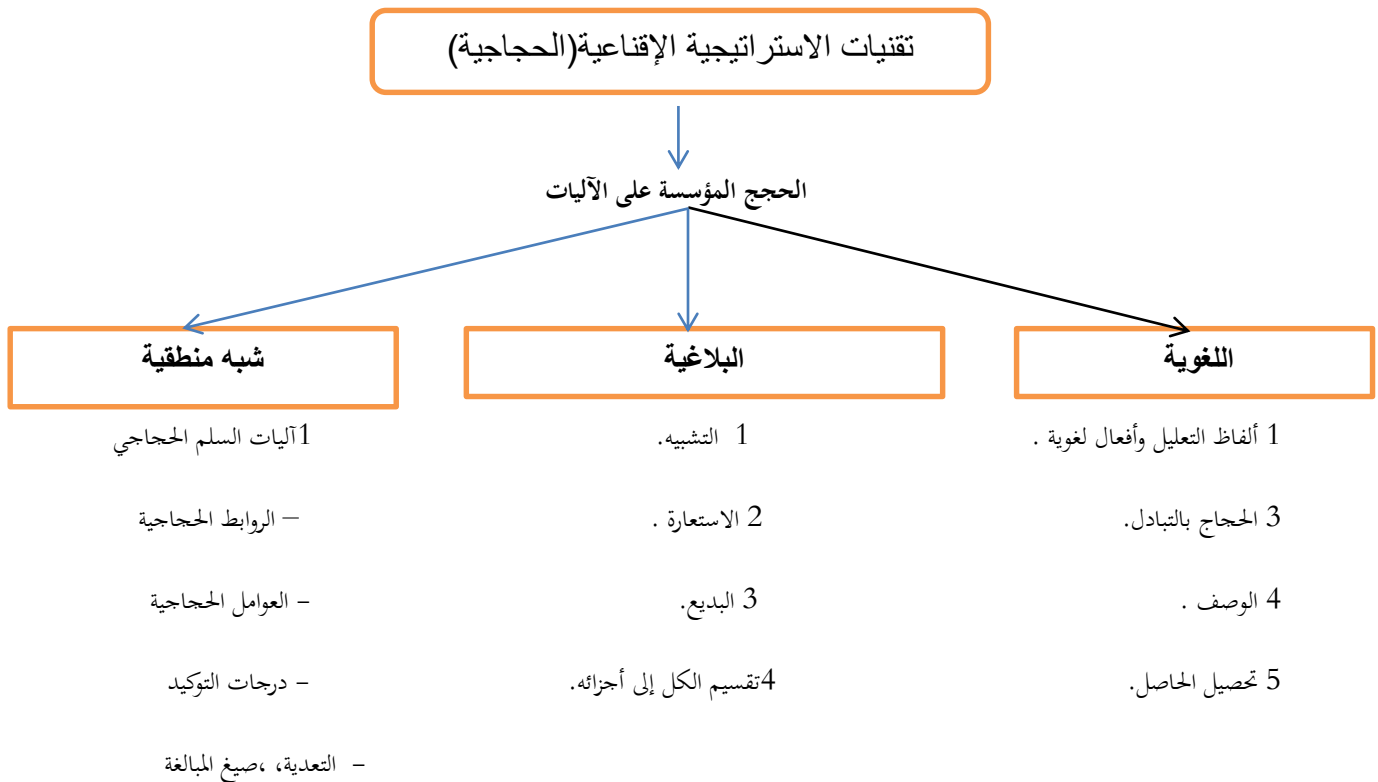 تقنيات الاستراتيجية الإقناعية(الحجاجية)
الحجج المؤسسة على الآليات
اللغوية
1 ألفاظ التعليل وأفعال لغوية .
3 الحجاج بالتبادل.
4 الوصف .
5 تحصيل الحاصل.
البلاغية
1 التشبيه.
2 الاستعارة .
3 البديع.
4تقسيم الكل إلى أجزائه.
شبه منطقية
1آليات السلم الحجاجي
– الروابط الحجاجية
- العوامل الحجاجية
- درجات التوكيد
- التعدية، ،صيغ المبالغة